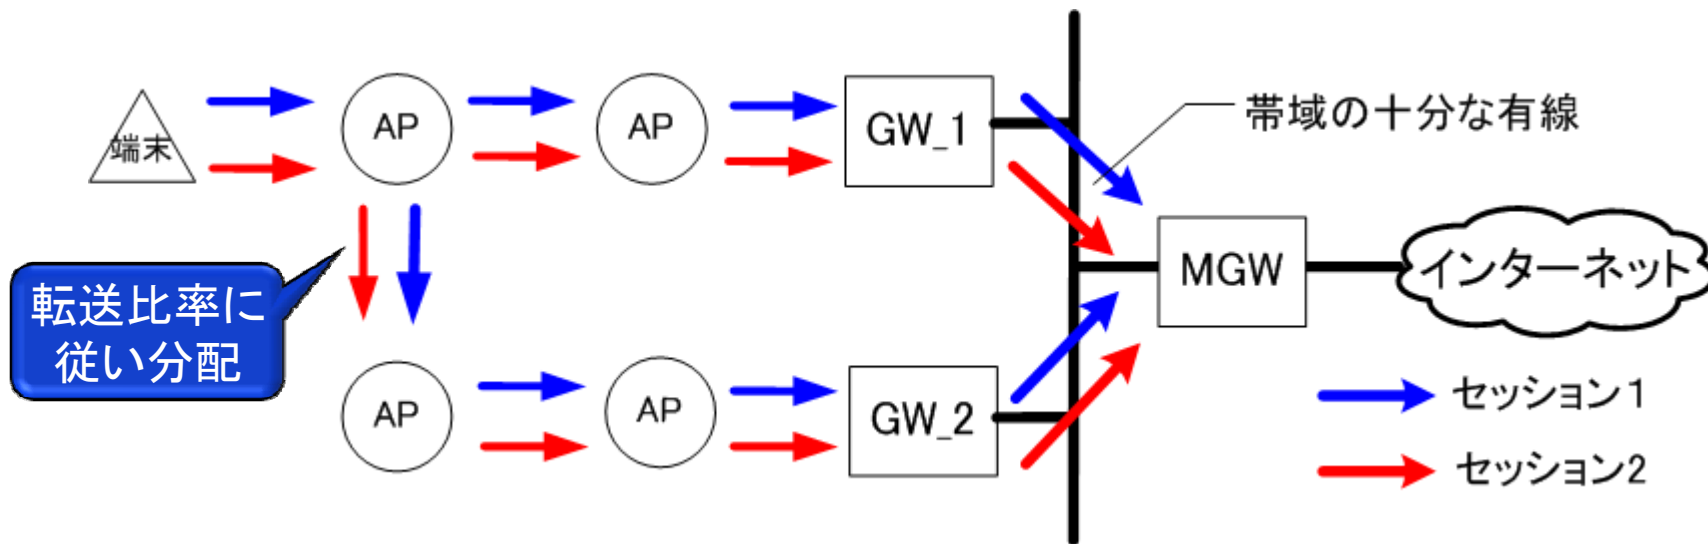 端末
AP
AP
GW_1
帯域の十分な有線
MGW
インターネット
転送比率に
従い分配
AP
AP
GW_2
セッション1
セッション2